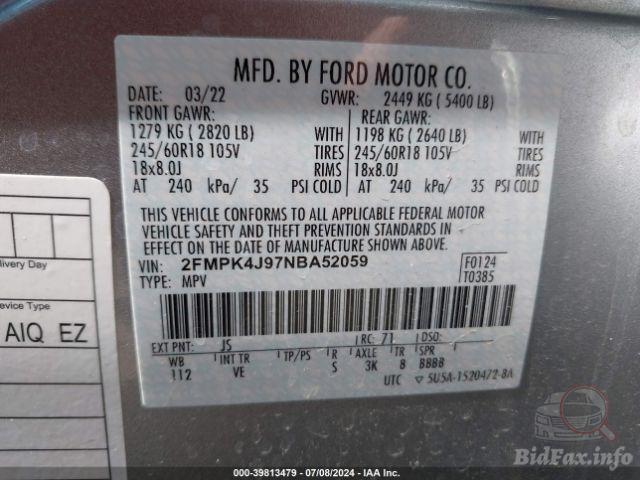 MFD. BY FORD MOTOR CO.
DATE: 03/22 GVWR: 2449 KG ( 5400 LB)
FRONT GAWR: REAR GAWR:
1279 KG ( 2820 LB) WITH 1198 KG ( 2640 LB) WITH
245/60R18 105V TIRES 245/60R18 105V TIRES
18x8.0J RIMS 18x8.0J RIMS
AT 240 kPa/ 35 PSI COLD AT 240 kPa/ 35 PSI COLD
THIS VEHICLE CONFORMS TO ALL APPLICABLE FEDERAL MOTOR
VEHICLE SAFETY AND THEFT PREVENTION STANDARDS IN
EFFECT ON THE DATE OF MANUFACTURE SHOWN ABOVE.
VIN: 2FMPK4J97NBA52059 F0124
TYPE: MPV T0385
EXT PNT: JS RC: 71 DSO:
WB INT TR TP/PS R AXLE TR SPR
112 VE S 3K 8 BBBB
UTC ▽ 5U5A-1520472-BA
elivery Day
ervice Type
AIQ EZ
BidFax.info
000-39813479 - 07/08/2024 - IAA Inc.